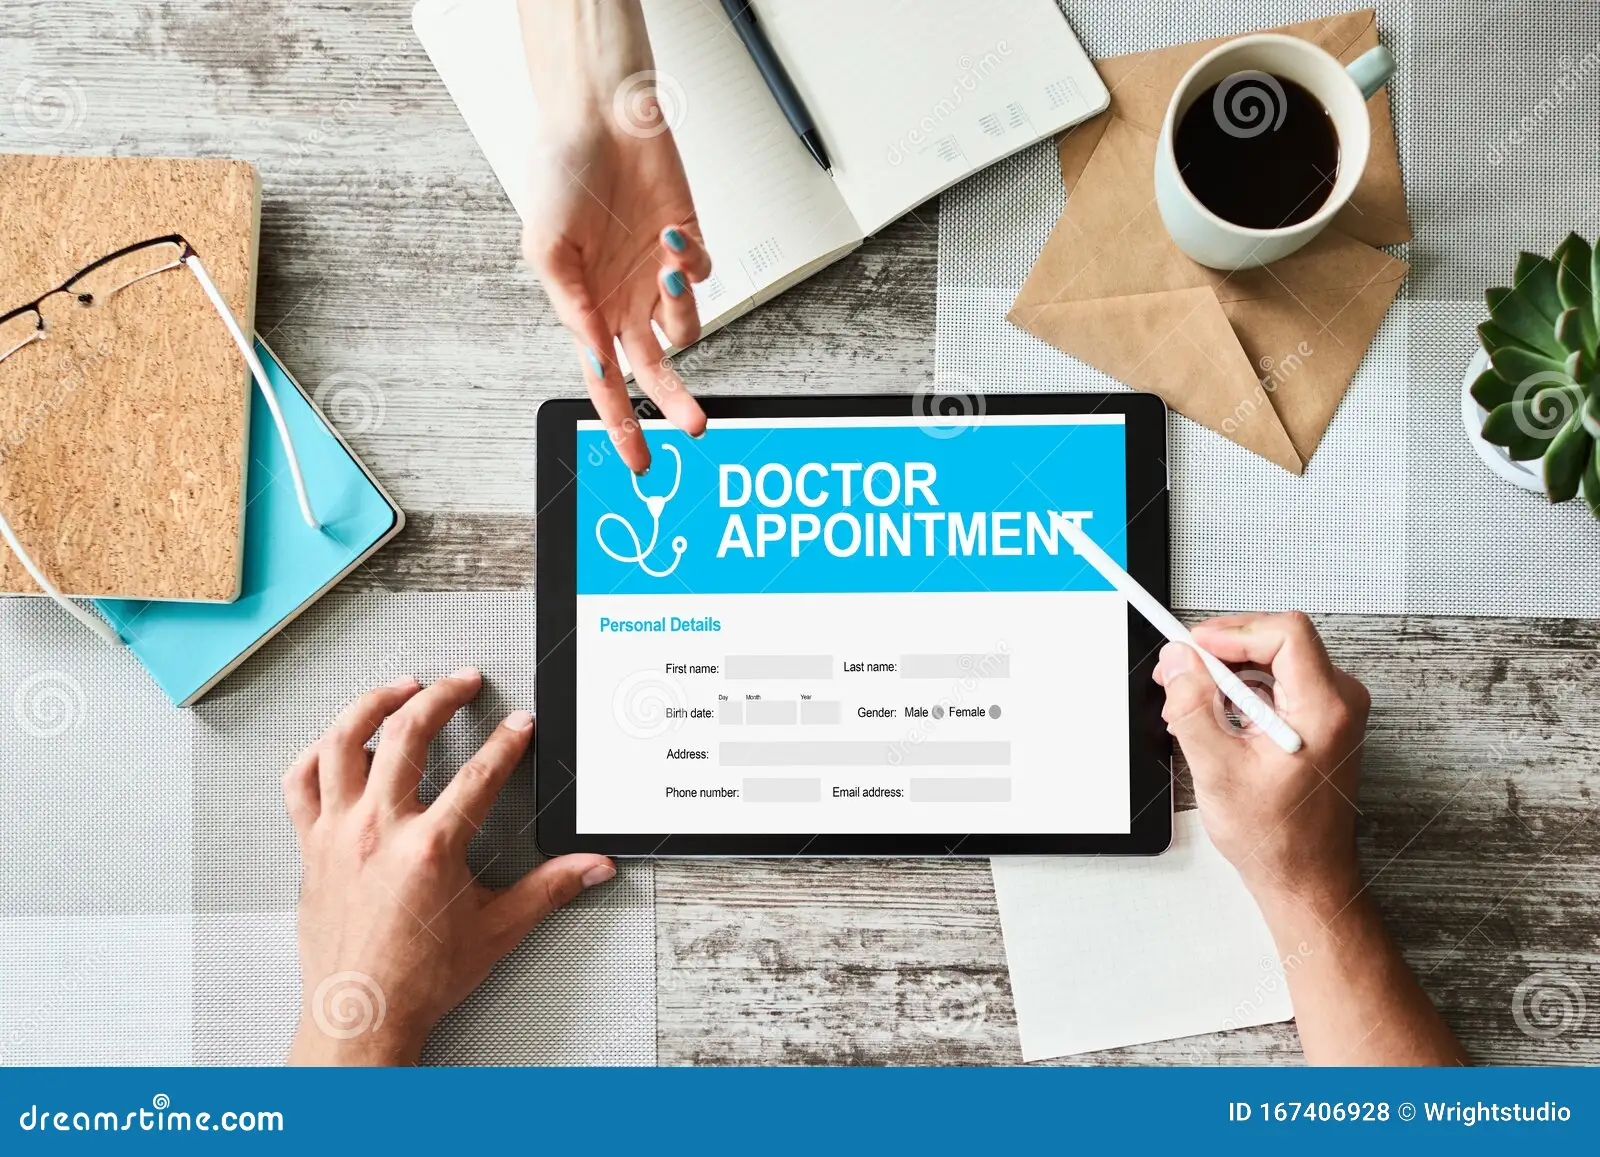 DOCTOR
APPOINTMENT
Personal Details
First name: Last name:
Day Month Year
Birth date: Gender: Male Female
Address:
Phone number: Email address:
dreamstime
dreamstime.com
ID 167406928 © Wrightstudio